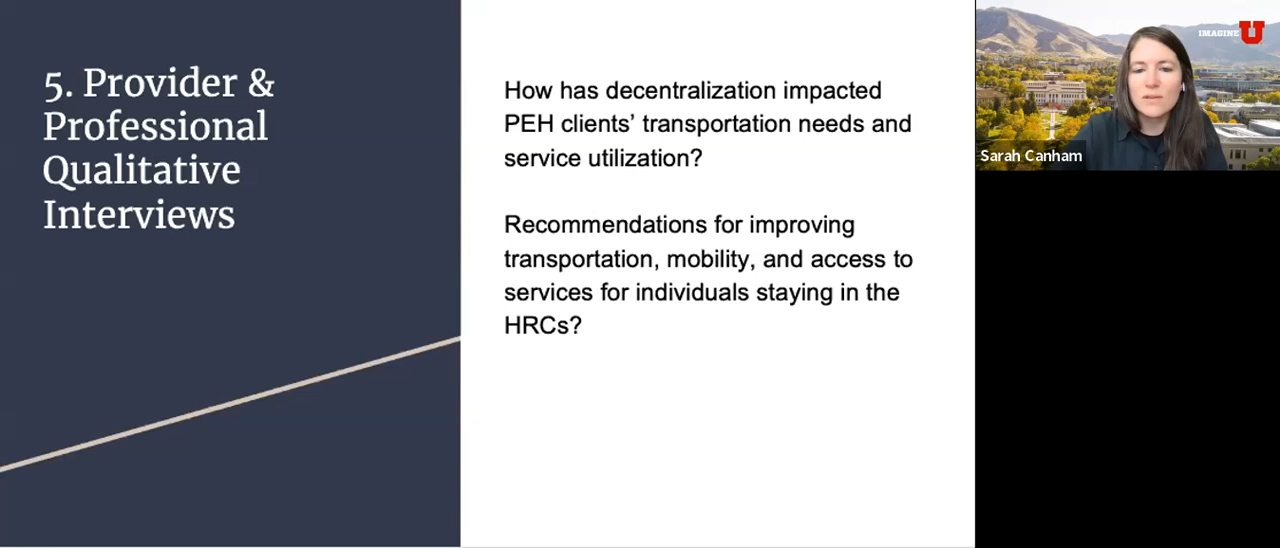 5. Provider &
Professional
Qualitative
Interviews
How has decentralization impacted
PEH clients’ transportation needs and
service utilization?
Recommendations for improving
transportation, mobility, and access to
services for individuals staying in the
HRCs?
IMAGINE U
Sarah Canham